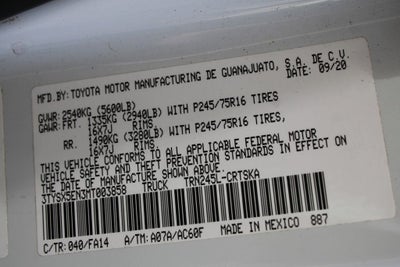 MFD.BY: TOYOTA MOTOR MANUFACTURING DE GUANAJUATO, S.A. DE C.V.
GVWR: 2540KG (5600LB) 09/20
GAWR: FRT. 1335KG (2940LB) WITH P245/75R16 TIRES
16X7J RIMS
RR. 1490KG (3280LB) WITH P245/75R16 TIRES
16X7J RIMS
THIS VEHICLE CONFORMS TO ALL APPLICABLE FEDERAL MOTOR
VEHICLE SAFETY AND THEFT PREVENTION STANDARDS IN EFFECT ON
THE DATE OF MANUFACTURE SHOWN ABOVE.
3TYSX5EN3MT003858 TRUCK TRN245L-CRTSKA
C/TR: 040/FA14 A/TM: A07A/AC60F MADE IN MEXICO 887